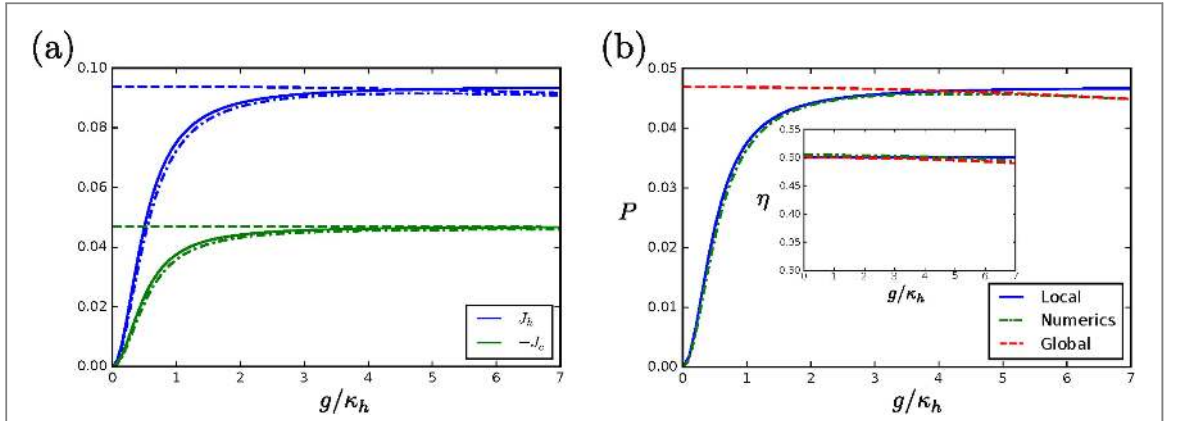 (a)
0.10
0.08
0.06
0.04
0.02
0.00
0 1 2 3 4 5 6 7
g/κ_h
J_h
−J_c
(b)
0.05
0.04
0.03
0.02
0.01
0.00
P
0 1 2 3 4 5 6 7
g/κ_h
0.55
0.50
0.45
0.40
0.35
0.30
η
0 1 2 3 4 5 6 7
g/κ_h
Local
Numerics
Global